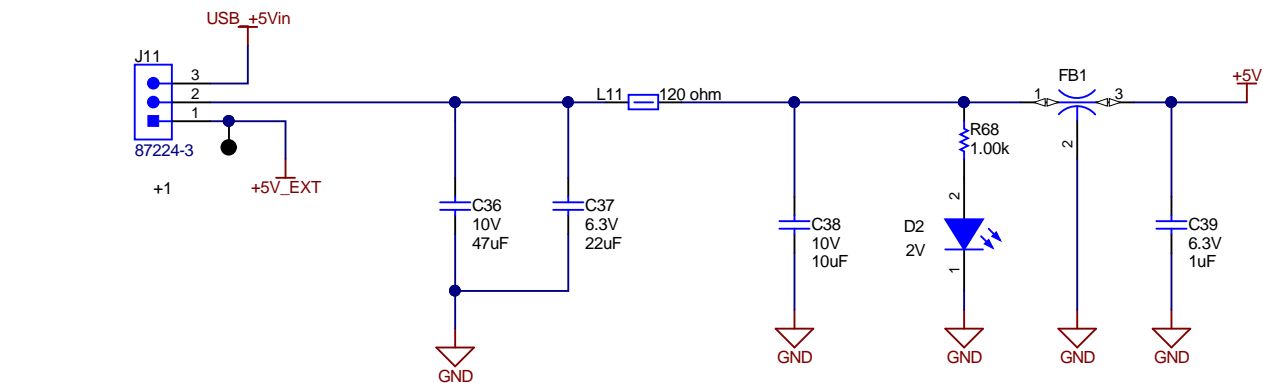 USB_+5Vin
J11
3
2
1
87224-3
+1
+5V_EXT
C36
10V
47uF
C37
6.3V
22uF
GND
L11
120 ohm
C38
10V
10uF
GND
R68
1.00k
2
D2
2V
1
GND
FB1
1
3
2
GND
+5V
C39
6.3V
1uF
GND